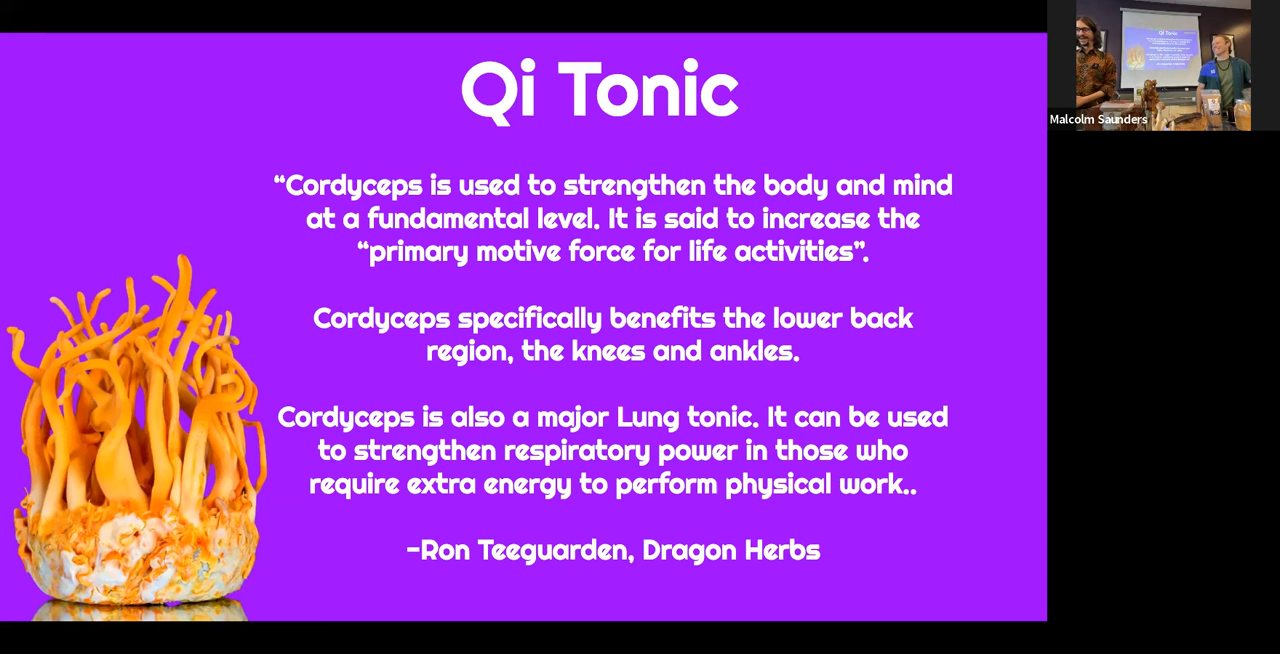 Qi Tonic
“Cordyceps is used to strengthen the body and mind
at a fundamental level. It is said to increase the
“primary motive force for life activities”.
Cordyceps specifically benefits the lower back
region, the knees and ankles.
Cordyceps is also a major Lung tonic. It can be used
to strengthen respiratory power in those who
require extra energy to perform physical work..
-Ron Teeguarden, Dragon Herbs
Qi Tonic
Malcolm Saunders